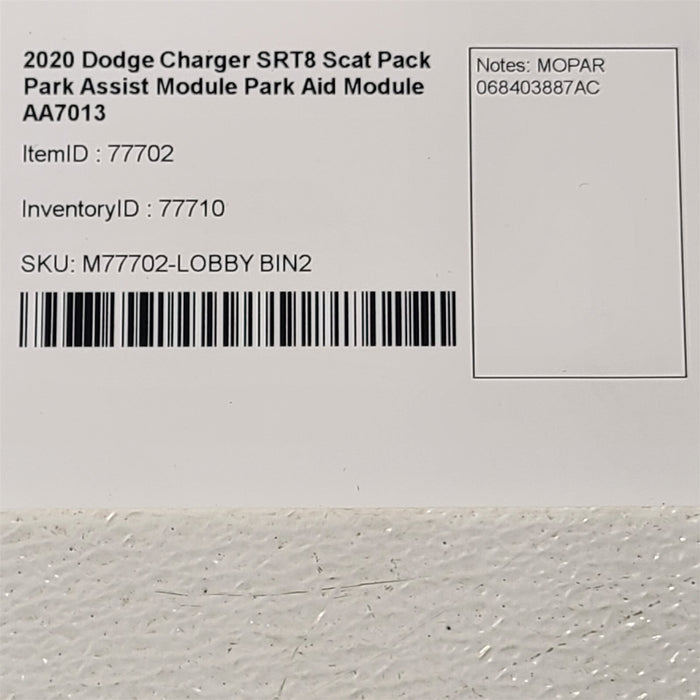 2020 Dodge Charger SRT8 Scat Pack
Park Assist Module Park Aid Module
AA7013
ItemID : 77702
InventoryID : 77710
SKU: M77702-LOBBY BIN2
Notes: MOPAR
068403887AC